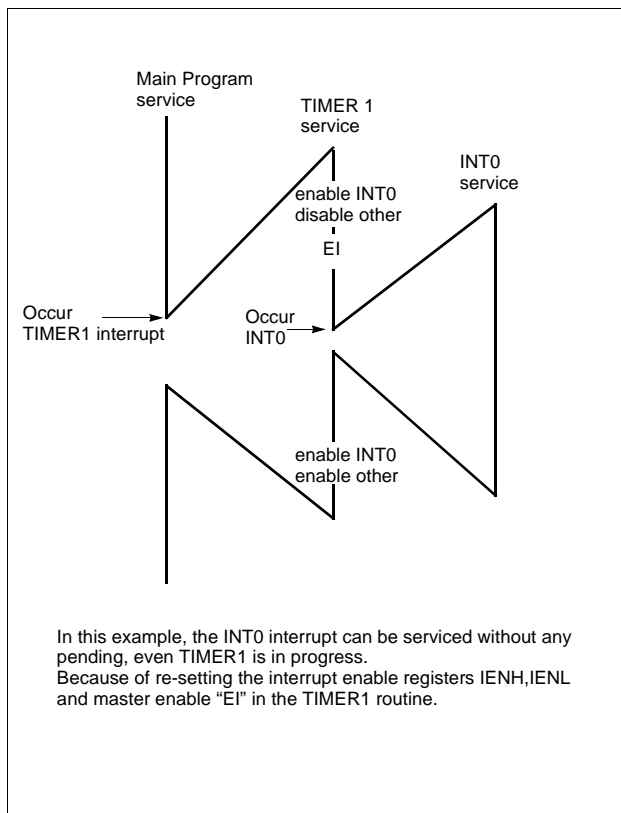 Main Program
service
TIMER 1
service
INT0
service
enable INT0
disable other
EI
Occur
TIMER1 interrupt
Occur
INT0
enable INT0
enable other
In this example, the INT0 interrupt can be serviced without any
pending, even TIMER1 is in progress.
Because of re-setting the interrupt enable registers IENH,IENL
and master enable “EI” in the TIMER1 routine.